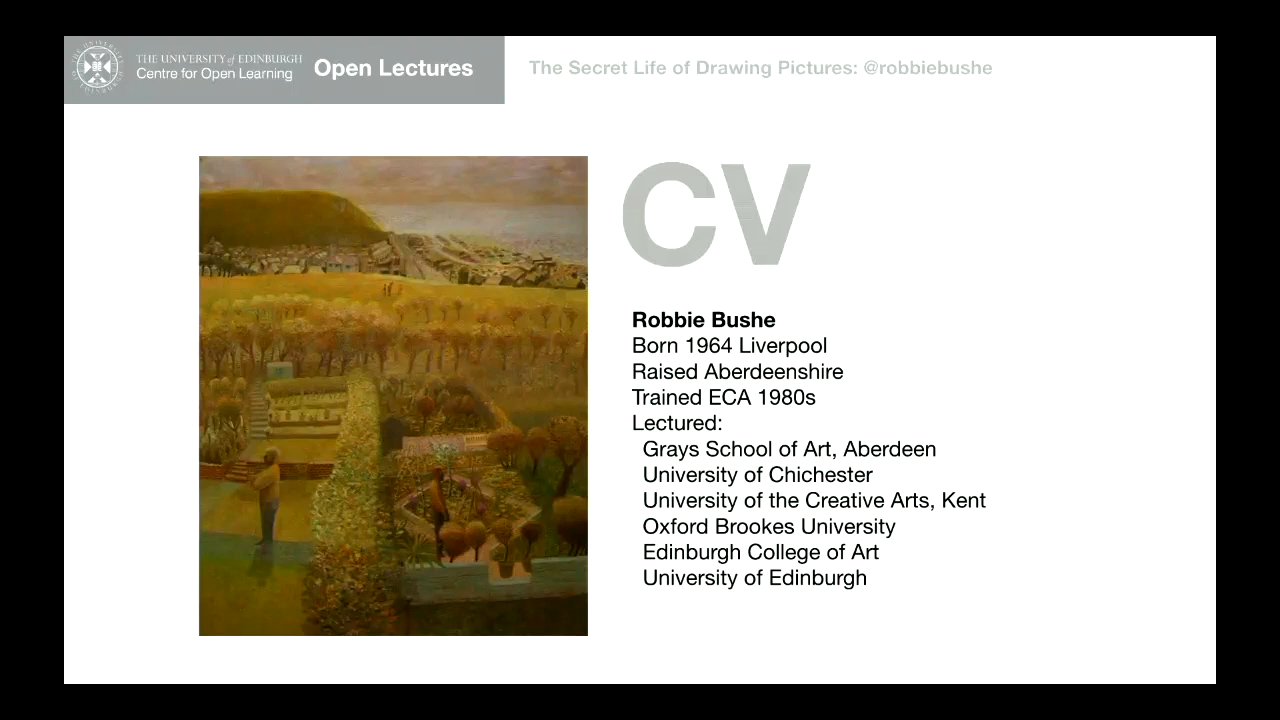 THE UNIVERSITY of EDINBURGH
Centre for Open Learning
Open Lectures
The Secret Life of Drawing Pictures: @robbiebushe
CV
Robbie Bushe
Born 1964 Liverpool
Raised Aberdeenshire
Trained ECA 1980s
Lectured:
Grays School of Art, Aberdeen
University of Chichester
University of the Creative Arts, Kent
Oxford Brookes University
Edinburgh College of Art
University of Edinburgh